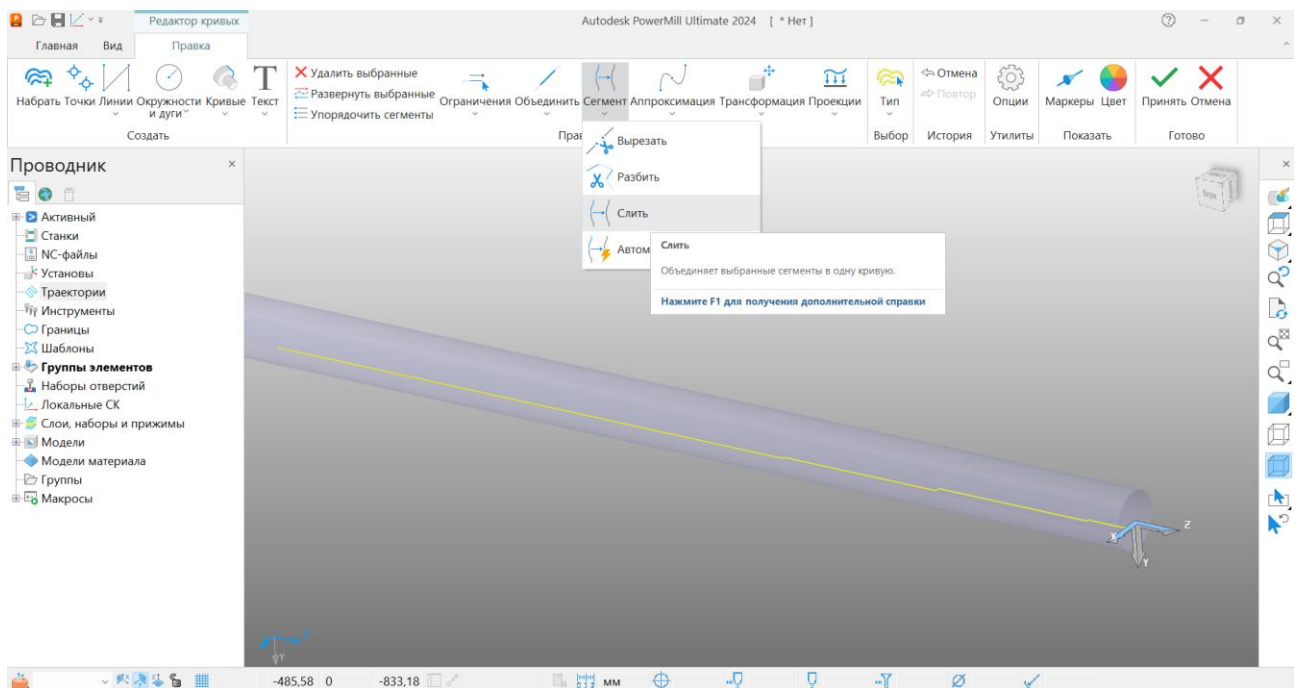 Редактор кривых
Autodesk PowerMill Ultimate 2024 [ * Нет ]
Главная Вид Правка
Набрать Точки Линии Окружности и дуги Кривые Текст
Создать
Удалить выбранные
Развернуть выбранные
Упорядочить сегменты
Ограничения Объединить Сегмент Аппроксимация Трансформация Проекции
Прав
Тип
Выбор
Отмена
Повтор
История
Опции
Утилиты
Маркеры Цвет
Показать
Принять Отмена
Готово
Вырезать
Разбить
Слить
Автом
Слить
Объединяет выбранные сегменты в одну кривую.
Нажмите F1 для получения дополнительной справки
Проводник
Активный
Станки
NC-файлы
Установы
Траектории
Инструменты
Границы
Шаблоны
Группы элементов
Наборы отверстий
Локальные СК
Слои, наборы и прижимы
Модели
Модели материала
Группы
Макросы
Верх
X
Y
Z
Y
-485,58 0 -833,18
мм